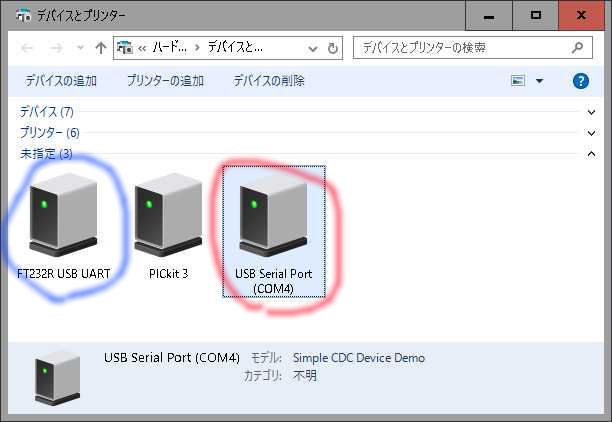 デバイスとプリンター
« ハード... › デバイスと...
デバイスとプリンターの検索
デバイスの追加 プリンターの追加 デバイスの削除
デバイス (7)
プリンター (6)
未指定 (3)
FT232R USB UART
PICkit 3
USB Serial Port
(COM4)
USB Serial Port (COM4) モデル: Simple CDC Device Demo
カテゴリ: 不明